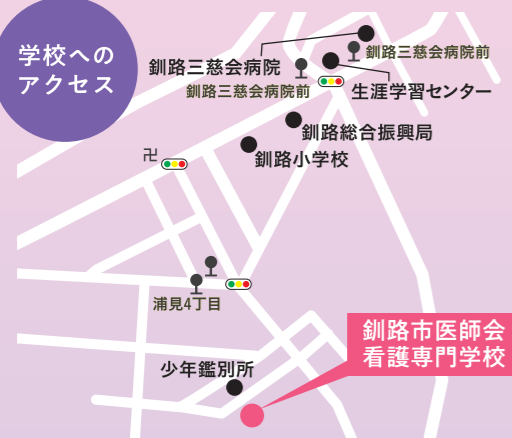 学校への
アクセス
釧路三慈会病院前
釧路三慈会病院
釧路三慈会病院前
生涯学習センター
釧路総合振興局
釧路小学校
卍
浦見4丁目
釧路市医師会
看護専門学校
少年鑑別所